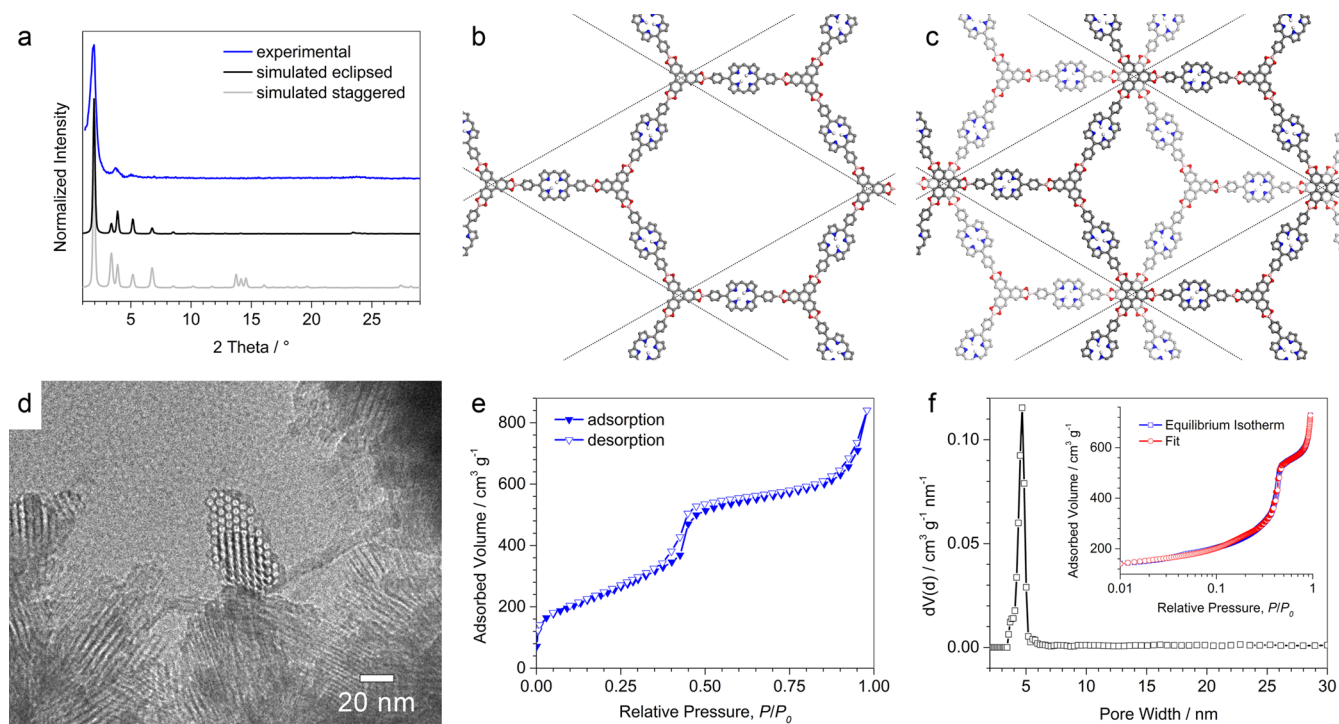 a
experimental
simulated eclipsed
simulated staggered
Normalized Intensity
5
10
15
20
25
2 Theta / °
b
c
d
20 nm
e
adsorption
desorption
Adsorbed Volume / cm³ g⁻¹
800
600
400
200
0
0.00
0.25
0.50
0.75
1.00
Relative Pressure, P/P₀
f
dV(d) / cm³ g⁻¹ nm⁻¹
0.10
0.05
0.00
5
10
15
20
25
30
Pore Width / nm
Equilibrium Isotherm
Fit
Adsorbed Volume / cm³ g⁻¹
600
400
200
0.01
0.1
1
Relative Pressure, P/P₀